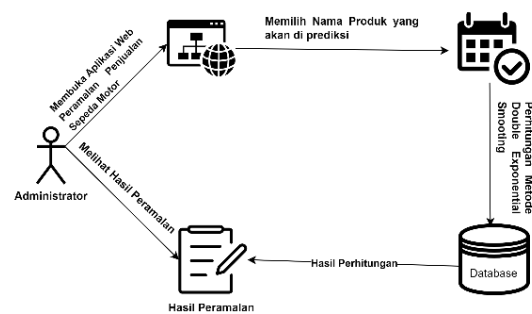 Membuka Aplikasi Web
Peramalan Penjualan
Sepeda Motor
Memilih Nama Produk yang
akan di prediksi
Perhitungan Metode
Double Exponential
Smooting
Administrator
Melihat Hasil Peramalan
Hasil Perhitungan
Database
Hasil Peramalan